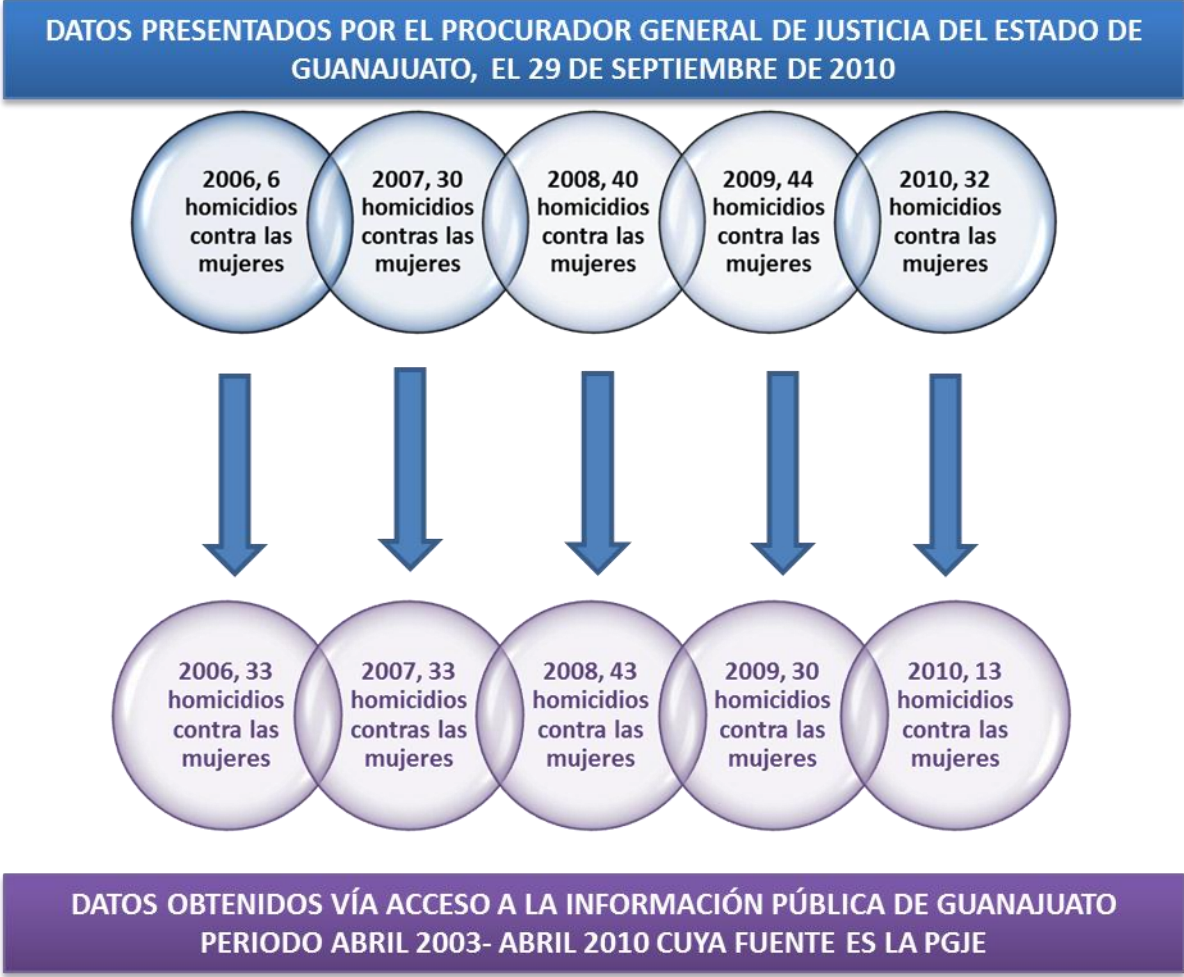 DATOS PRESENTADOS POR EL PROCURADOR GENERAL DE JUSTICIA DEL ESTADO DE
GUANAJUATO, EL 29 DE SEPTIEMBRE DE 2010
2006, 6
homicidios
contra las
mujeres
2007, 30
homicidios
contras las
mujeres
2008, 40
homicidios
contra las
mujeres
2009, 44
homicidios
contra las
mujeres
2010, 32
homicidios
contra las
mujeres
2006, 33
homicidios
contra las
mujeres
2007, 33
homicidios
contras las
mujeres
2008, 43
homicidios
contra las
mujeres
2009, 30
homicidios
contra las
mujeres
2010, 13
homicidios
contra las
mujeres
DATOS OBTENIDOS VÍA ACCESO A LA INFORMACIÓN PÚBLICA DE GUANAJUATO
PERIODO ABRIL 2003- ABRIL 2010 CUYA FUENTE ES LA PGJE